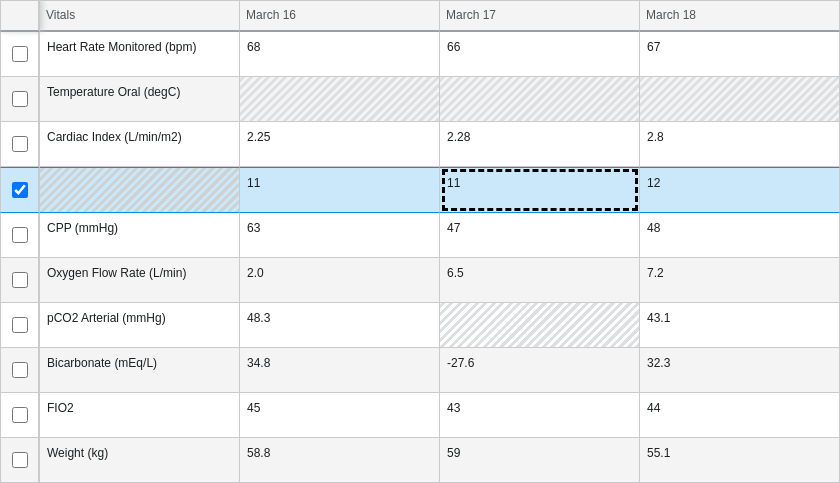 Vitals March 16 March 17 March 18
Heart Rate Monitored (bpm) 68 66 67
Temperature Oral (degC)
Cardiac Index (L/min/m2) 2.25 2.28 2.8
11 11 12
CPP (mmHg) 63 47 48
Oxygen Flow Rate (L/min) 2.0 6.5 7.2
pCO2 Arterial (mmHg) 48.3 43.1
Bicarbonate (mEq/L) 34.8 -27.6 32.3
FIO2 45 43 44
Weight (kg) 58.8 59 55.1